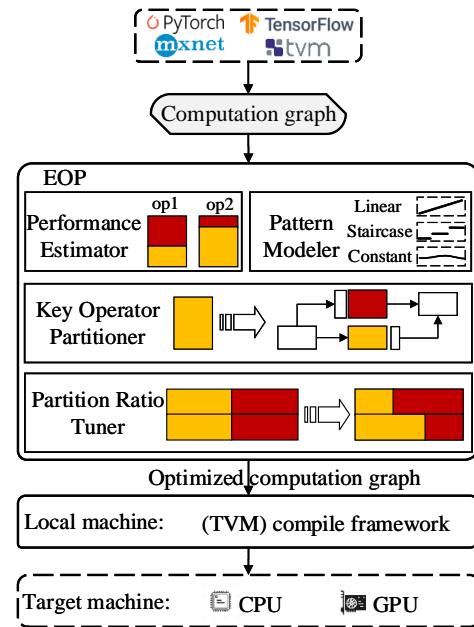 PyTorch TensorFlow
mxnet tvm
Computation graph
EOP
Performance
Estimator
op1 op2
Pattern
Modeler
Linear
Staircase
Constant
Key Operator
Partitioner
Partition Ratio
Tuner
Optimized computation graph
Local machine: (TVM) compile framework
Target machine: CPU GPU